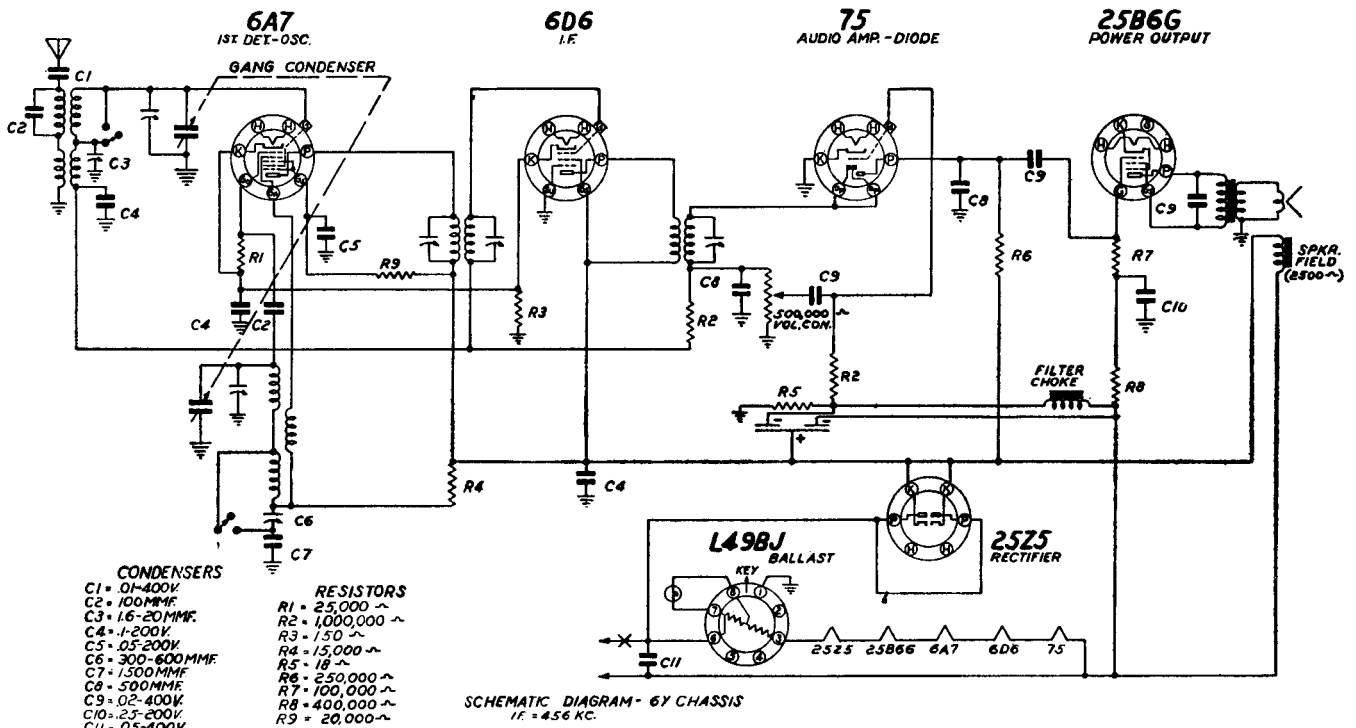 6A7
1ST DET-OSC.
6D6
I.F.
75
AUDIO AMP.-DIODE
25B6G
POWER OUTPUT
GANG CONDENSER
C1
C2
C3
C4
R1
C4
C2
C5
R9
R3
C8
R2
500,000 ~
VOL. CON.
C9
R2
R5
C8
R6
C9
C9
R7
C10
R8
SPKR.
FIELD
(2500~)
FILTER
CHOKE
R4
C4
C6
C7
L49BJ
BALLAST
KEY
25Z5
RECTIFIER
C11
25Z5 25B6G 6A7 6D6 75
CONDENSERS
C1 = .01-400V.
C2 = 100MMF.
C3 = 1.6-20MMF.
C4 = .1-200V.
C5 = .05-200V.
C6 = 300-600MMF.
C7 = 1500MMF.
C8 = 500MMF.
C9 = .02-400V.
C10 = .25-200V.
C11 = .05-400V.
RESISTORS
R1 = 25,000 ~
R2 = 1,000,000 ~
R3 = 150 ~
R4 = 15,000 ~
R5 = 18 ~
R6 = 250,000 ~
R7 = 100,000 ~
R8 = 400,000 ~
R9 = 20,000 ~
SCHEMATIC DIAGRAM - 6Y CHASSIS
I.F. = 456 KC.